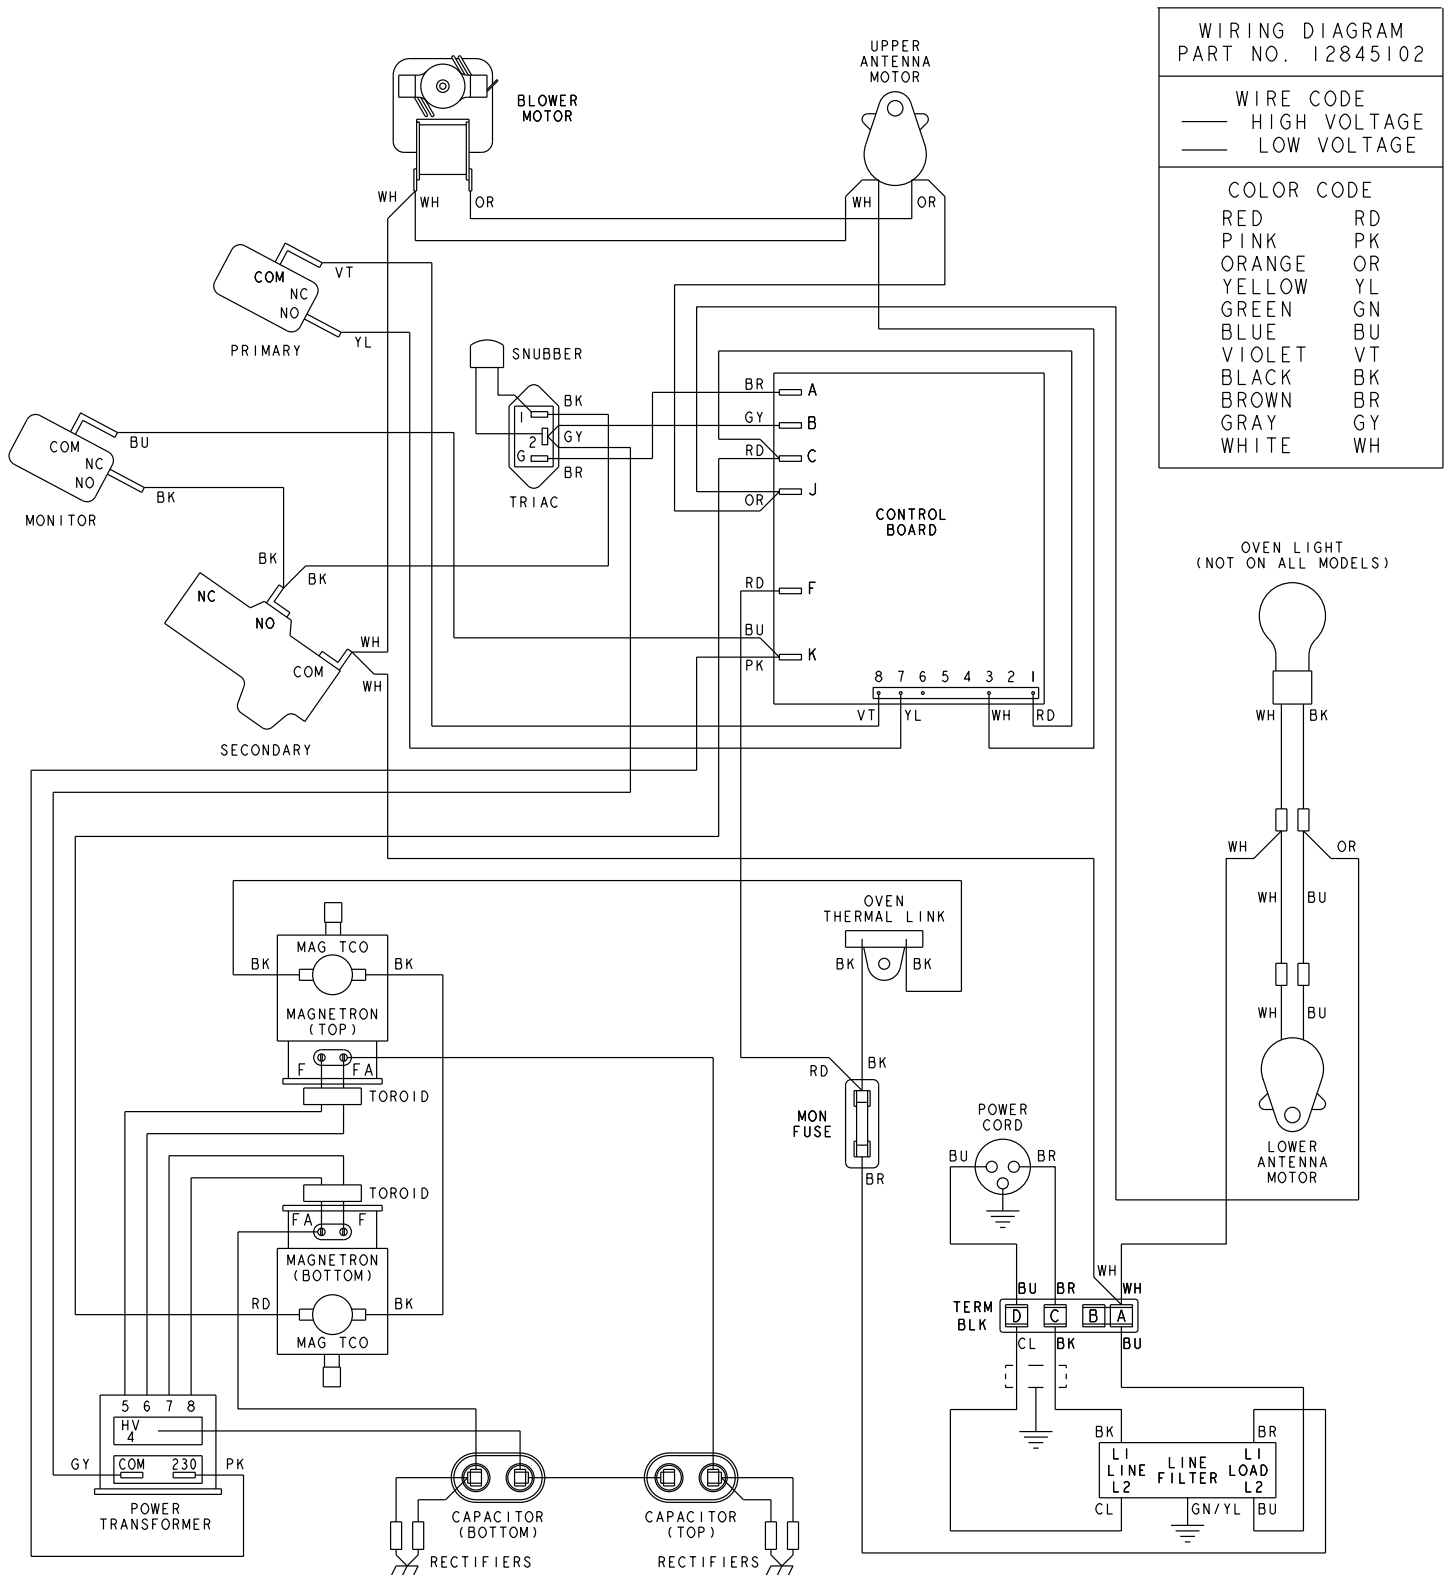 WIRING DIAGRAM
PART NO. 12845102
WIRE CODE
HIGH VOLTAGE
LOW VOLTAGE
COLOR CODE
RED RD
PINK PK
ORANGE OR
YELLOW YL
GREEN GN
BLUE BU
VIOLET VT
BLACK BK
BROWN BR
GRAY GY
WHITE WH
BLOWER
MOTOR
WH WH OR
UPPER
ANTENNA
MOTOR
WH OR
COM
NC
NO
VT
YL
PRIMARY
SNUBBER
1
2
G
BK
GY
BR
TRIAC
COM
NC
NO
BU
BK
MONITOR
BK
BK
NC
NO
COM
WH
WH
SECONDARY
BR A
GY B
RD C
J
OR
CONTROL
BOARD
RD F
BU
K
PK
8 7 6 5 4 3 2 1
VT YL WH RD
OVEN LIGHT
(NOT ON ALL MODELS)
WH BK
WH OR
WH BU
WH BU
LOWER
ANTENNA
MOTOR
OVEN
THERMAL LINK
BK BK
MAG TCO
BK BK
MAGNETRON
(TOP)
F FA
TOROID
TOROID
FA F
MAGNETRON
(BOTTOM)
RD BK
MAG TCO
RD BK
MON
FUSE
BR
POWER
CORD
BU BR
WH
BU BR WH
TERM
BLK
D C B A
CL BK BU
BK BR
L1 L1
LINE LINE LOAD
FILTER
L2 L2
CL GN/YL BU
5 6 7 8
HV
4
GY COM 230 PK
POWER
TRANSFORMER
CAPACITOR
(BOTTOM)
RECTIFIERS
CAPACITOR
(TOP)
RECTIFIERS